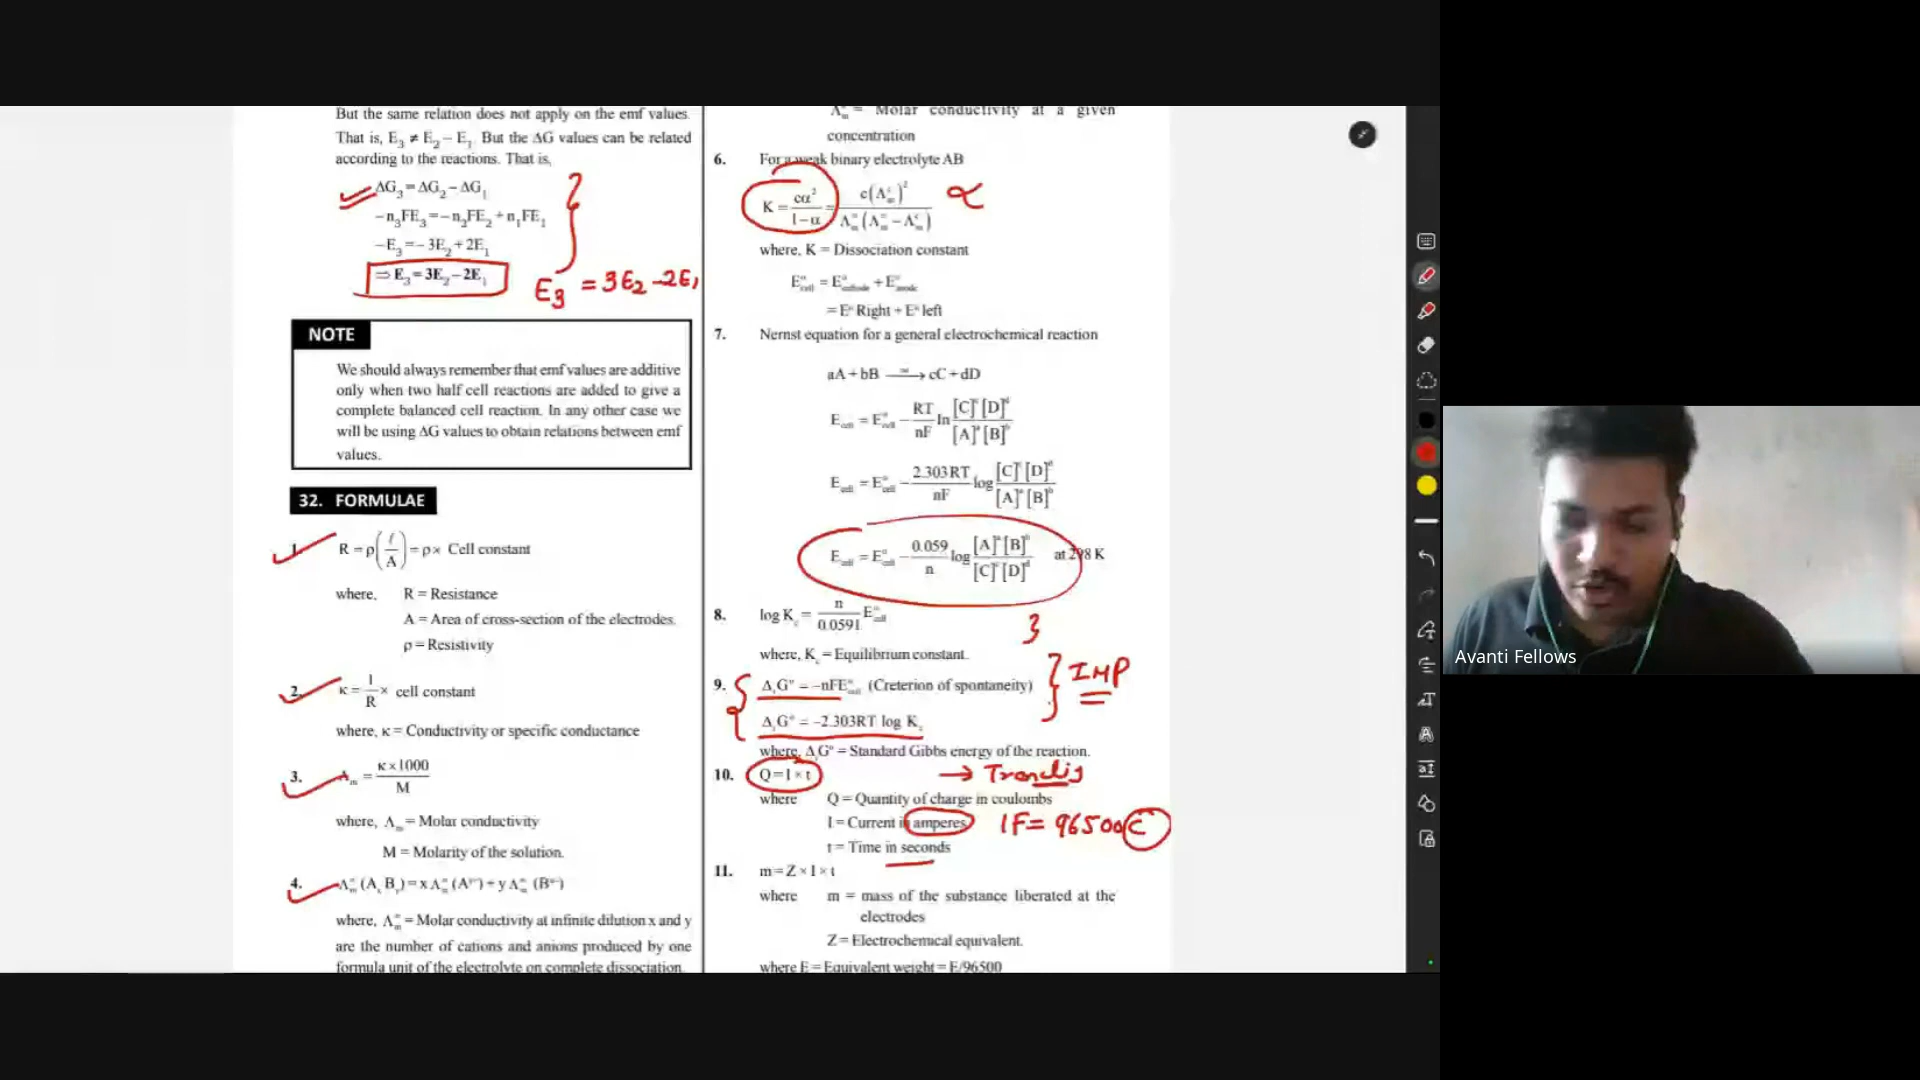 But the same relation does not apply on the emf values.
That is, E₃ ≠ E₂ – E₁. But the ΔG values can be related
according to the reactions. That is,
ΔG₃ = ΔG₂ – ΔG₁
–n₃FE₃ = –n₂FE₂ + n₁FE₁
–E₃ = – 3E₂ + 2E₁
⇒ E₃ = 3E₂ – 2E₁
E₃ = 3E₂ – 2E₁
NOTE
We should always remember that emf values are additive
only when two half cell reactions are added to give a
complete balanced cell reaction. In any other case we
will be using ΔG values to obtain relations between emf
values.
32. FORMULAE
1. R = ρ(ℓ/A) = ρ× Cell constant
where, R = Resistance
A = Area of cross-section of the electrodes.
ρ = Resistivity
2. κ = 1/R × cell constant
where, κ = Conductivity or specific conductance
3. Λₘ = κ×1000/M
where, Λₘ = Molar conductivity
M = Molarity of the solution.
4. Λ°ₘ (Aₓ Bᵧ) = x Λ°ₘ (Aʸ⁺) + y Λ°ₘ (Bˣ⁻)
where, Λ°ₘ = Molar conductivity at infinite dilution x and y
are the number of cations and anions produced by one
formula unit of the electrolyte on complete dissociation.
= Molar conductivity at a given
concentration
6. For a weak binary electrolyte AB
K = cα²/1–α = c(Λᶜₘ)²/Λ°ₘ(Λ°ₘ – Λᶜₘ) α
where, K = Dissociation constant
E°cell = E°cathode + E°anode
= E° Right + E° left
7. Nernst equation for a general electrochemical reaction
aA + bB ⟶ cC + dD
Ecell = E°cell – RT/nF ln [C]ᶜ[D]ᵈ/[A]ᵃ[B]ᵇ
Ecell = E°cell – 2.303RT/nF log [C]ᶜ[D]ᵈ/[A]ᵃ[B]ᵇ
Ecell = E°cell – 0.059/n log [A]ᵃ[B]ᵇ/[C]ᶜ[D]ᵈ at 298 K
8. log K꜀ = n/0.0591 E°cell
3
where, K꜀ = Equilibrium constant.
9. ΔᵣG° = –nFE°cell (Creterion of spontaneity) IMP
ΔᵣG° = –2.303RT log K꜀
where, ΔᵣG° = Standard Gibbs energy of the reaction.
10. Q = I × t →
where Q = Quantity of charge in coulombs
I = Current in amperes 1F = 96500 C
t = Time in seconds
11. m = Z × I × t
where m = mass of the substance liberated at the
electrodes
Z = Electrochemical equivalent.
where E = Equivalent weight = E/96500
Avanti Fellows